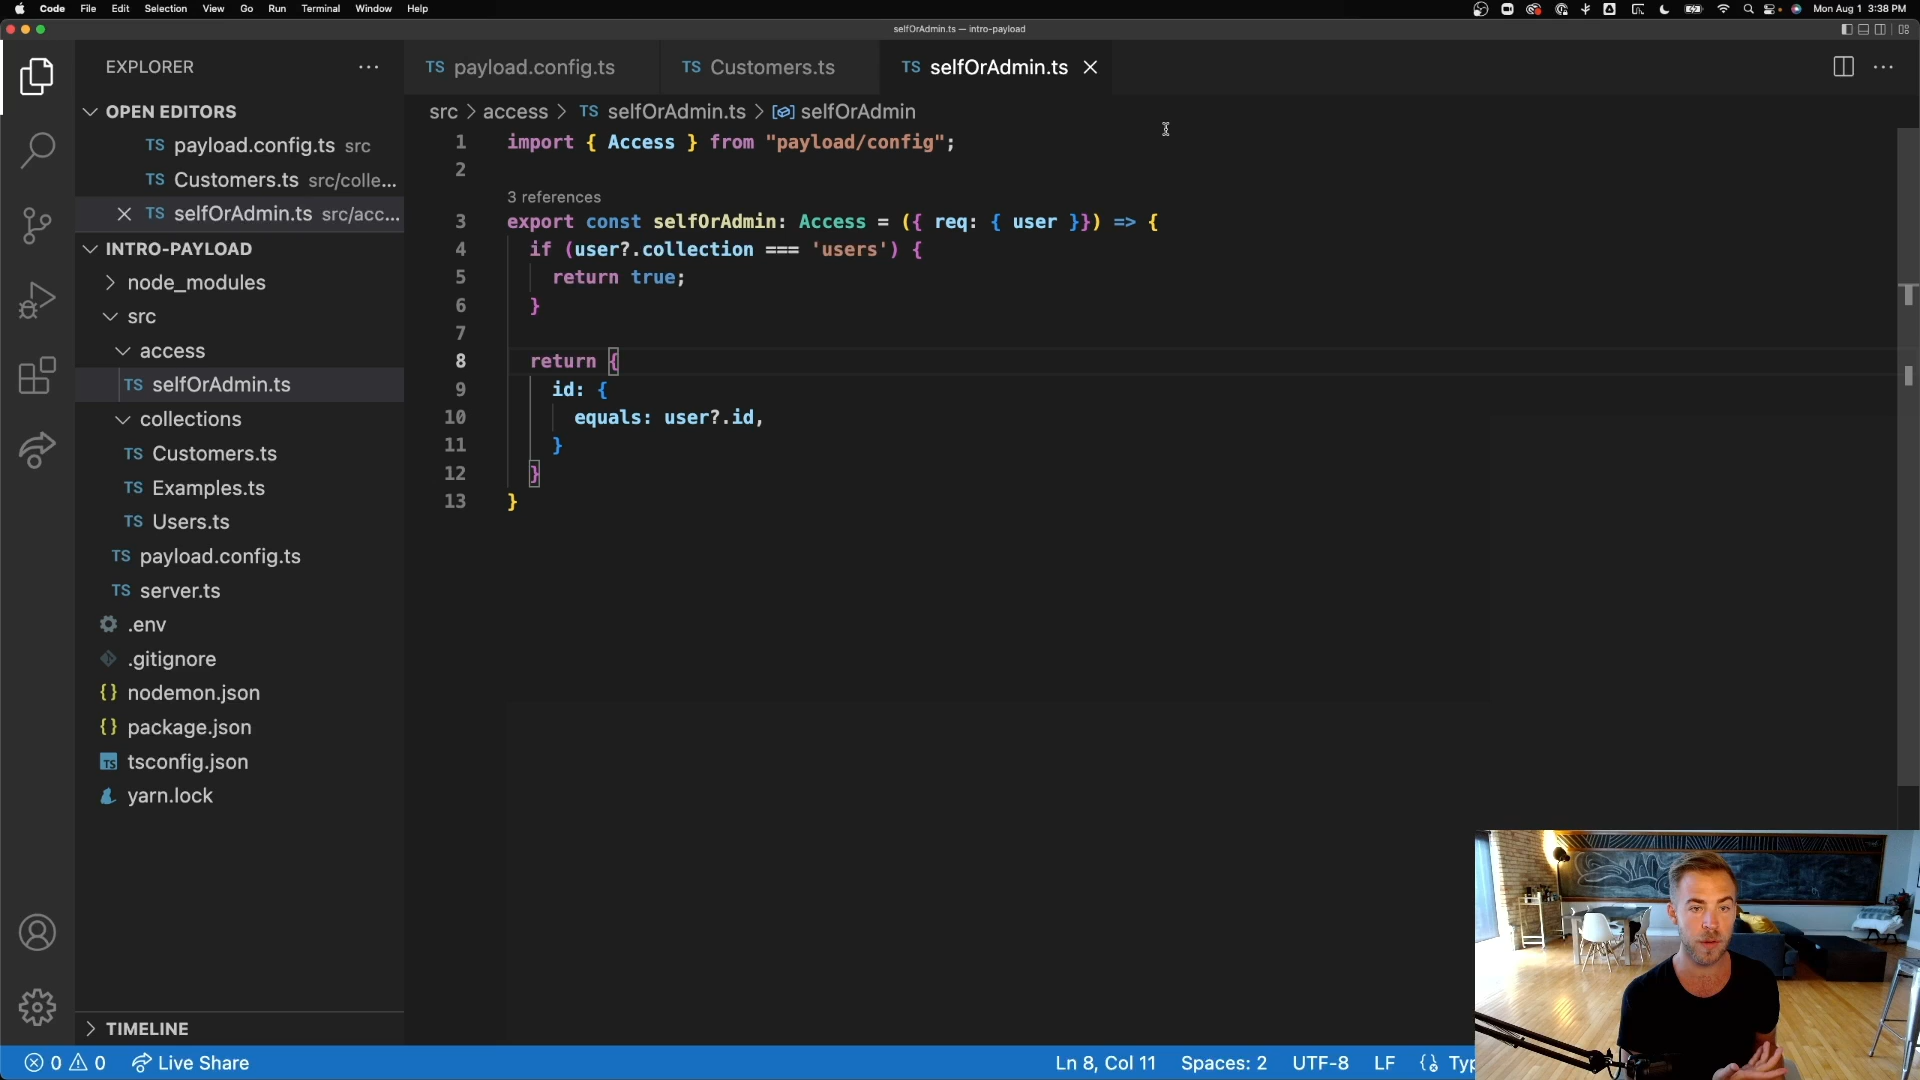 Code File Edit Selection View Go Run Terminal Window Help Mon Aug 1 3:38 PM
selfOrAdmin.ts — intro-payload
EXPLORER
OPEN EDITORS
TS payload.config.ts src
TS Customers.ts src/colle...
TS selfOrAdmin.ts src/acc...
INTRO-PAYLOAD
node_modules
src
access
TS selfOrAdmin.ts
collections
TS Customers.ts
TS Examples.ts
TS Users.ts
TS payload.config.ts
TS server.ts
.env
.gitignore
{} nodemon.json
{} package.json
TS tsconfig.json
yarn.lock
TIMELINE
TS payload.config.ts TS Customers.ts TS selfOrAdmin.ts
src > access > TS selfOrAdmin.ts > selfOrAdmin
1 import { Access } from "payload/config";
2
3 references
3 export const selfOrAdmin: Access = ({ req: { user }}) => {
4 if (user?.collection === 'users') {
5 return true;
6 }
7
8 return {
9 id: {
10 equals: user?.id,
11 }
12 }
13 }
0 0 Live Share Ln 8, Col 11 Spaces: 2 UTF-8 LF {} Typ